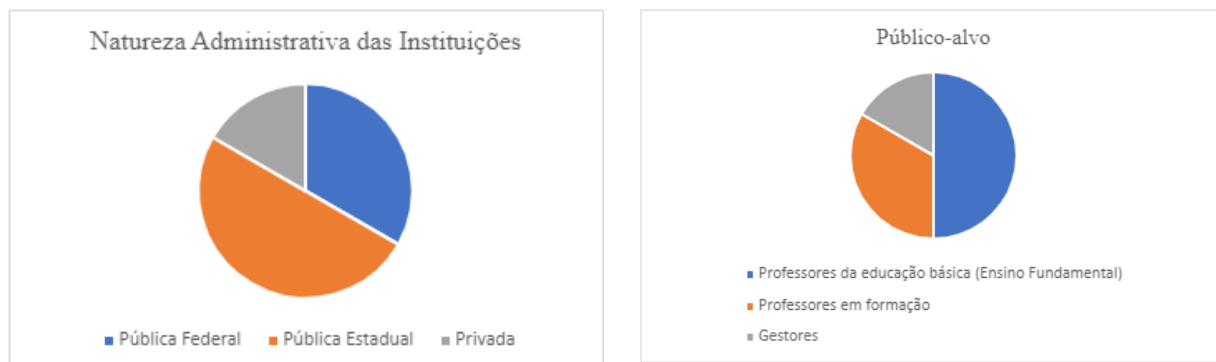 Natureza Administrativa das Instituições
Pública Federal Pública Estadual Privada
Público-alvo
Professores da educação básica (Ensino Fundamental)
Professores em formação
Gestores